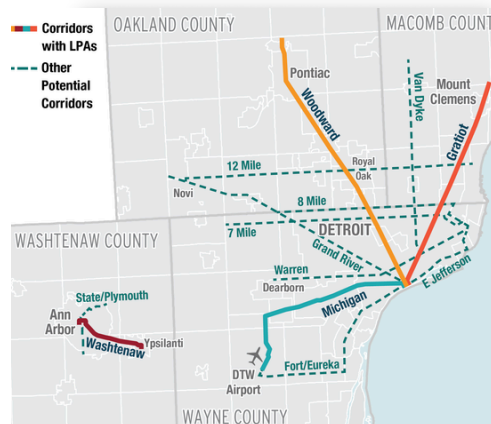 OAKLAND COUNTY
MACOMB COUNT
Corridors
with LPAs
Other
Potential
Corridors
Pontiac
Woodward
Van Dyke
Mount
Clemens
Gratiot
12 Mile
Royal
Oak
Novi
8 Mile
7 Mile
DETROIT
Grand River
WASHTENAW COUNTY
Warren
Dearborn
E Jefferson
Michigan
State/Plymouth
Ann
Arbor
Washtenaw
Ypsilanti
DTW
Airport
Fort/Eureka
WAYNE COUNTY